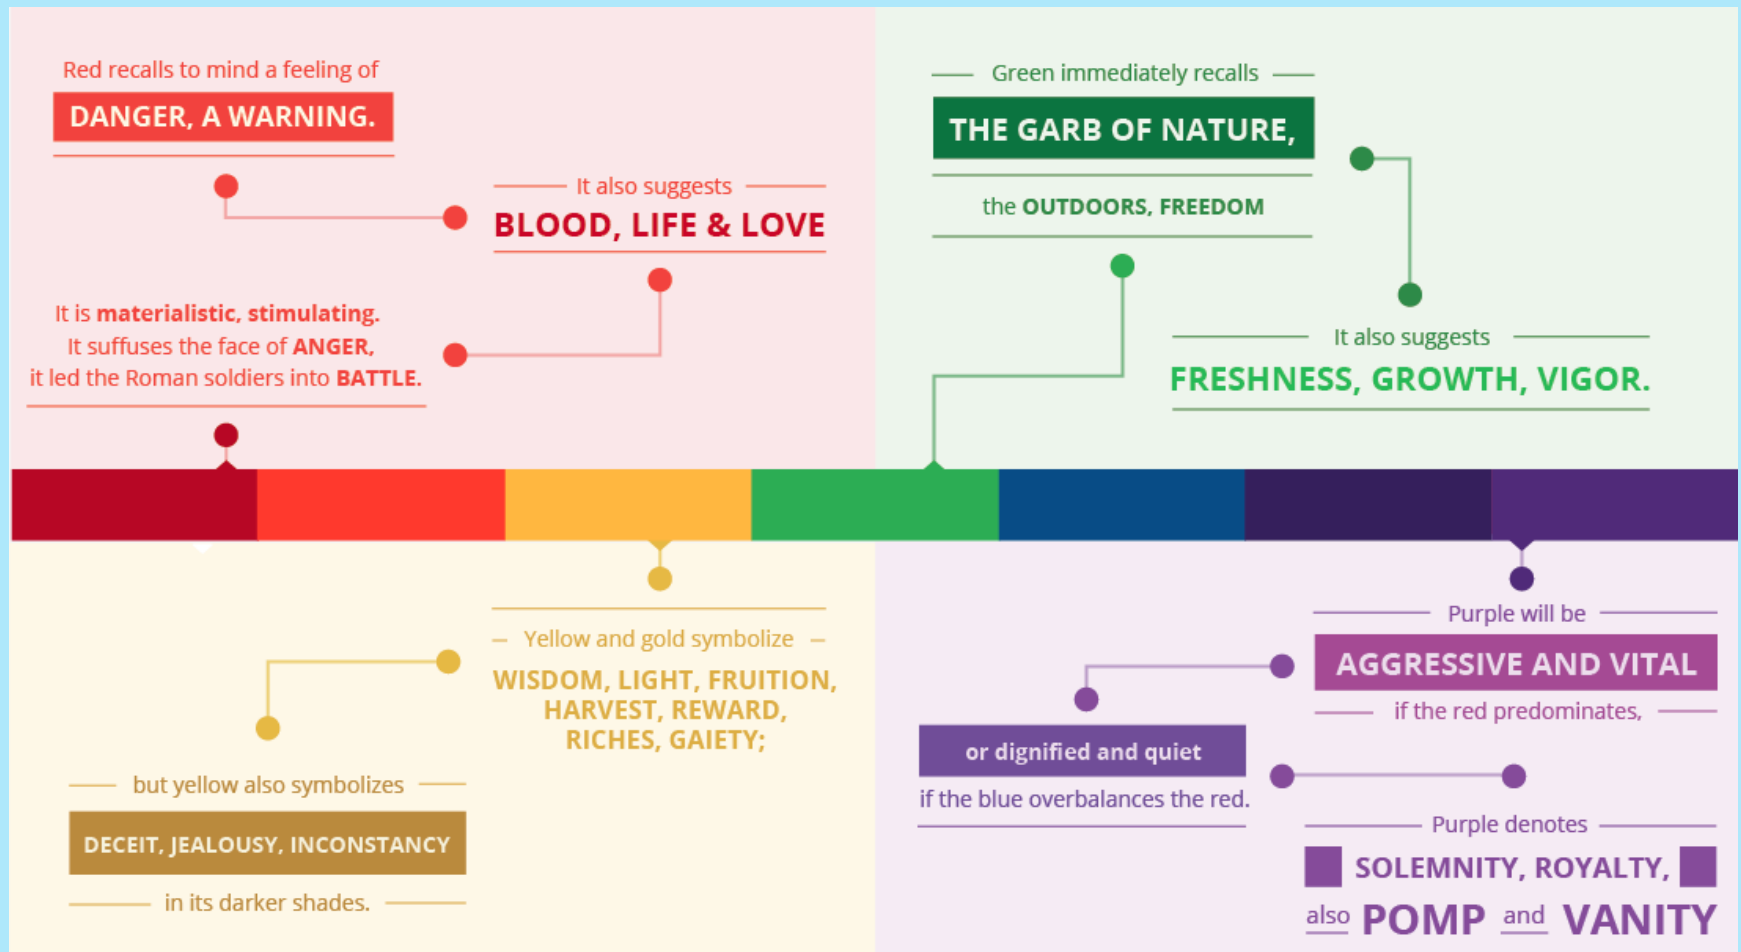 Red recalls to mind a feeling of
DANGER, A WARNING.
It also suggests
BLOOD, LIFE & LOVE
It is materialistic, stimulating.
It suffuses the face of ANGER,
it led the Roman soldiers into BATTLE.
Green immediately recalls
THE GARB OF NATURE,
the OUTDOORS, FREEDOM
It also suggests
FRESHNESS, GROWTH, VIGOR.
Yellow and gold symbolize
WISDOM, LIGHT, FRUITION,
HARVEST, REWARD,
RICHES, GAIETY;
but yellow also symbolizes
DECEIT, JEALOUSY, INCONSTANCY
in its darker shades.
Purple will be
AGGRESSIVE AND VITAL
if the red predominates,
or dignified and quiet
if the blue overbalances the red.
Purple denotes
SOLEMNITY, ROYALTY,
also POMP and VANITY